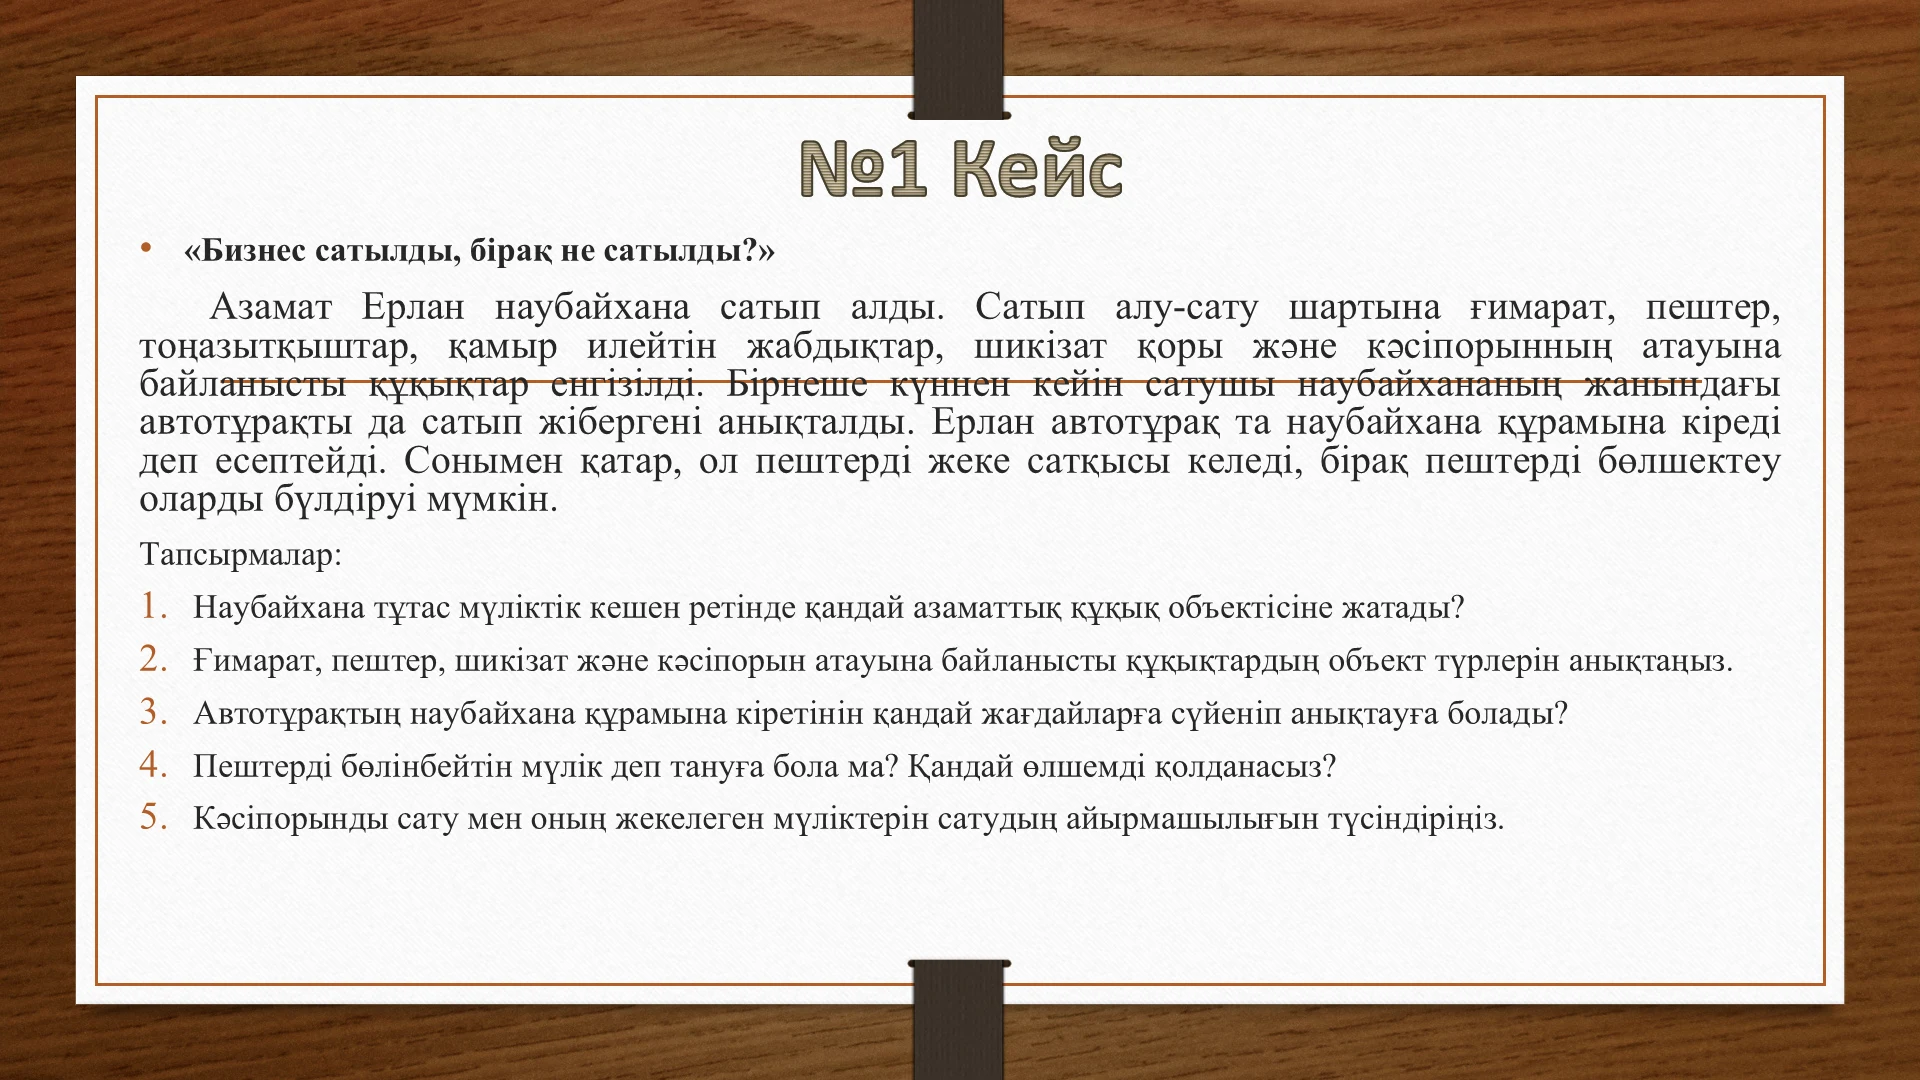 №1 Кейс
• «Бизнес сатылды, бірақ не сатылды?»
Азамат Ерлан наубайхана сатып алды. Сатып алу-сату шартына ғимарат, пештер,
тоңазытқыштар, қамыр илейтін жабдықтар, шикізат қоры және кәсіпорынның атауына
байланысты құқықтар енгізілді. Бірнеше күннен кейін сатушы наубайхананың жанындағы
автотұрақты да сатып жібергені анықталды. Ерлан автотұрақ та наубайхана құрамына кіреді
деп есептейді. Сонымен қатар, ол пештерді жеке сатқысы келеді, бірақ пештерді бөлшектеу
оларды бүлдіруі мүмкін.
Тапсырмалар:
1. Наубайхана тұтас мүліктік кешен ретінде қандай азаматтық құқық объектісіне жатады?
2. Ғимарат, пештер, шикізат және кәсіпорын атауына байланысты құқықтардың объект түрлерін анықтаңыз.
3. Автотұрақтың наубайхана құрамына кіретінін қандай жағдайларға сүйеніп анықтауға болады?
4. Пештерді бөлінбейтін мүлік деп тануға бола ма? Қандай өлшемді қолданасыз?
5. Кәсіпорынды сату мен оның жекелеген мүліктерін сатудың айырмашылығын түсіндіріңіз.